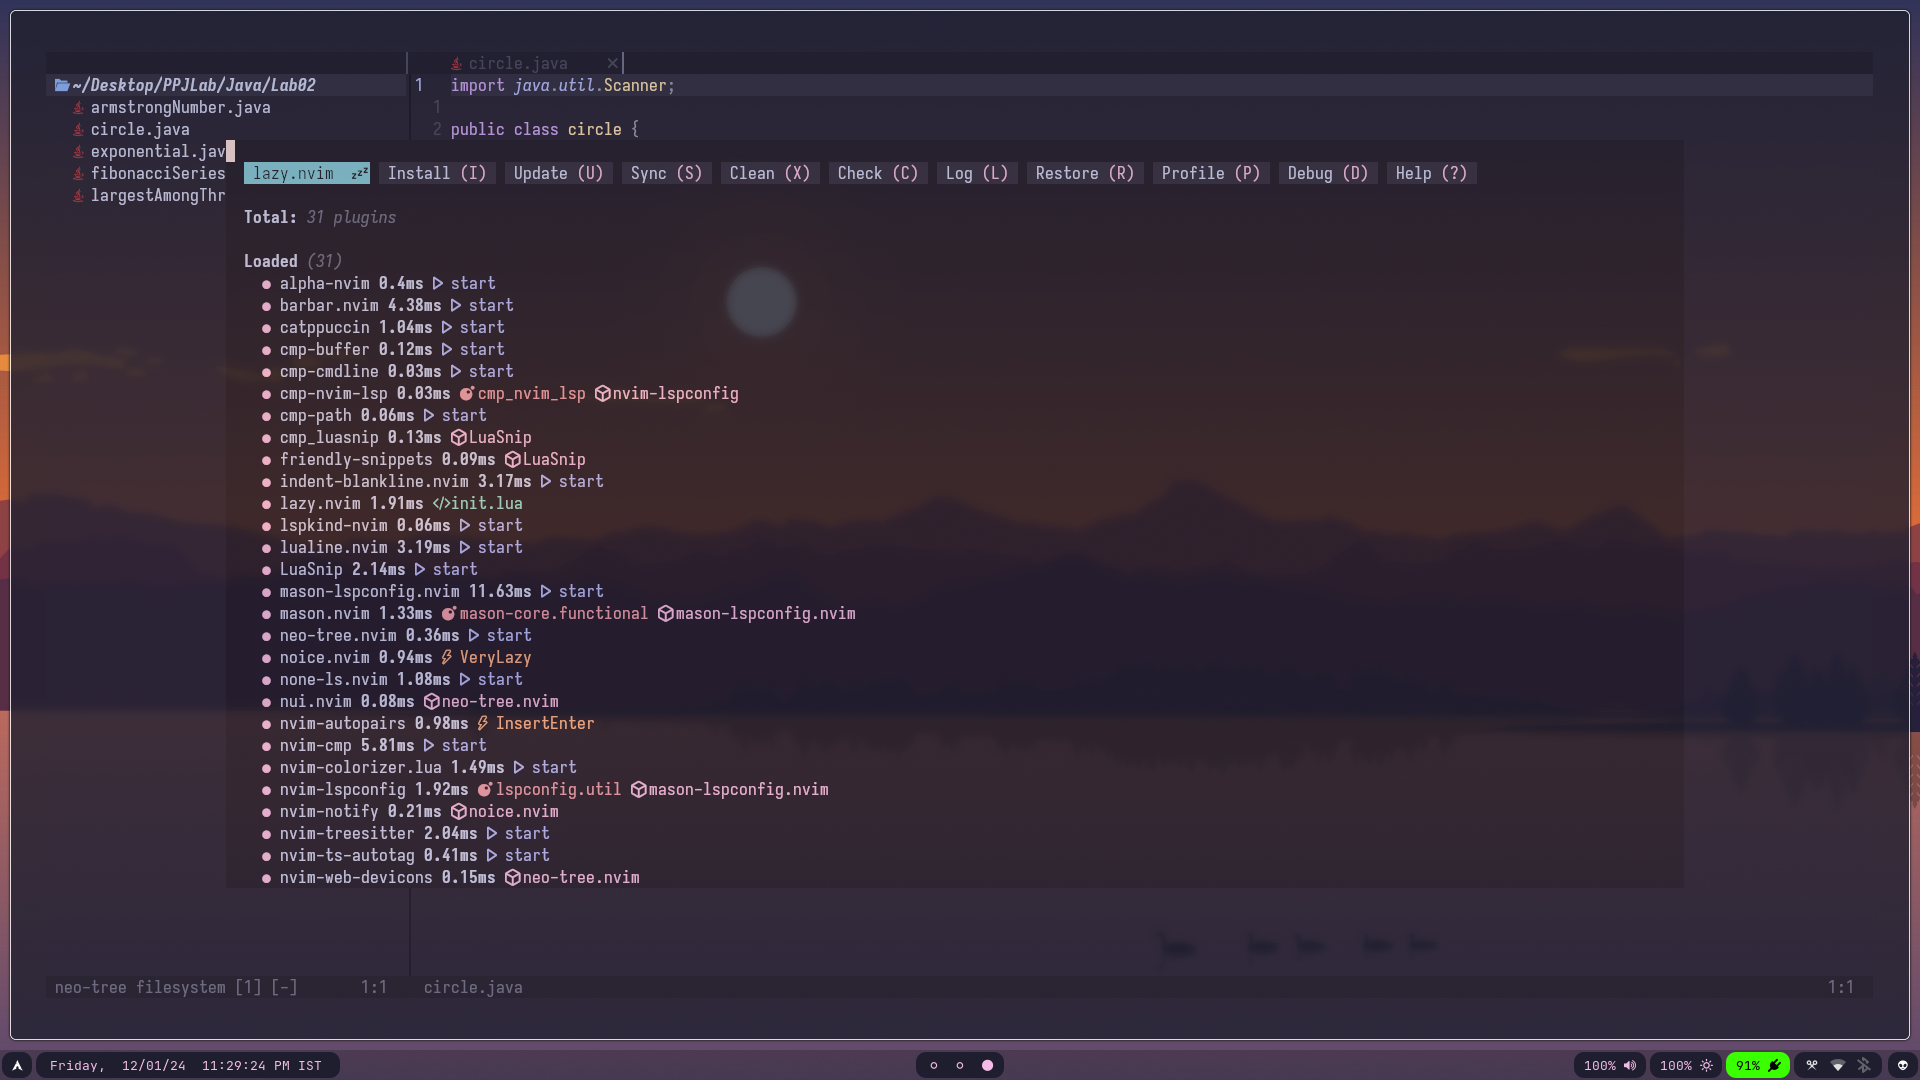 circle.java
~/Desktop/PPJLab/Java/Lab02
1 import java.util.Scanner;
armstrongNumber.java
1
circle.java
2 public class circle {
exponential.jav
fibonacciSeries
largestAmongThr
lazy.nvim zzz Install (I) Update (U) Sync (S) Clean (X) Check (C) Log (L) Restore (R) Profile (P) Debug (D) Help (?)
Total: 31 plugins
Loaded (31)
alpha-nvim 0.4ms start
barbar.nvim 4.38ms start
catppuccin 1.04ms start
cmp-buffer 0.12ms start
cmp-cmdline 0.03ms start
cmp-nvim-lsp 0.03ms cmp_nvim_lsp nvim-lspconfig
cmp-path 0.06ms start
cmp_luasnip 0.13ms LuaSnip
friendly-snippets 0.09ms LuaSnip
indent-blankline.nvim 3.17ms start
lazy.nvim 1.91ms </>init.lua
lspkind-nvim 0.06ms start
lualine.nvim 3.19ms start
LuaSnip 2.14ms start
mason-lspconfig.nvim 11.63ms start
mason.nvim 1.33ms mason-core.functional mason-lspconfig.nvim
neo-tree.nvim 0.36ms start
noice.nvim 0.94ms VeryLazy
none-ls.nvim 1.08ms start
nui.nvim 0.08ms neo-tree.nvim
nvim-autopairs 0.98ms InsertEnter
nvim-cmp 5.81ms start
nvim-colorizer.lua 1.49ms start
nvim-lspconfig 1.92ms lspconfig.util mason-lspconfig.nvim
nvim-notify 0.21ms noice.nvim
nvim-treesitter 2.04ms start
nvim-ts-autotag 0.41ms start
nvim-web-devicons 0.15ms neo-tree.nvim
neo-tree filesystem [1] [-] 1:1 circle.java 1:1
Friday, 12/01/24 11:29:24 PM IST 100% 100% 91%